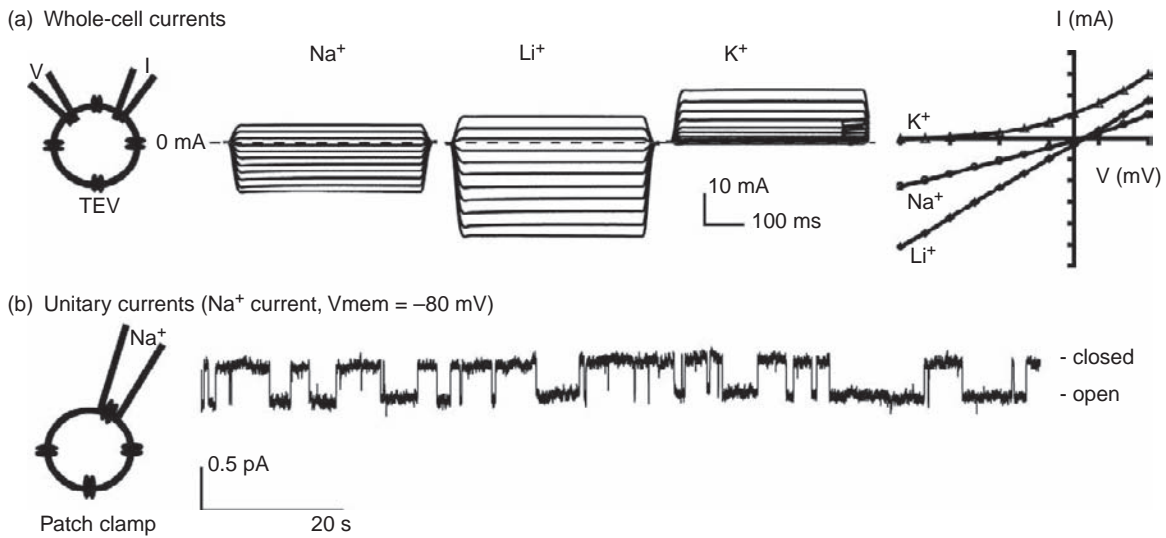 (a) Whole-cell currents
I (mA)
Na⁺
Li⁺
K⁺
V
I
0 mA
TEV
10 mA
100 ms
K⁺
V (mV)
Na⁺
Li⁺
(b) Unitary currents (Na⁺ current, Vmem = –80 mV)
Na⁺
- closed
- open
0.5 pA
20 s
Patch clamp